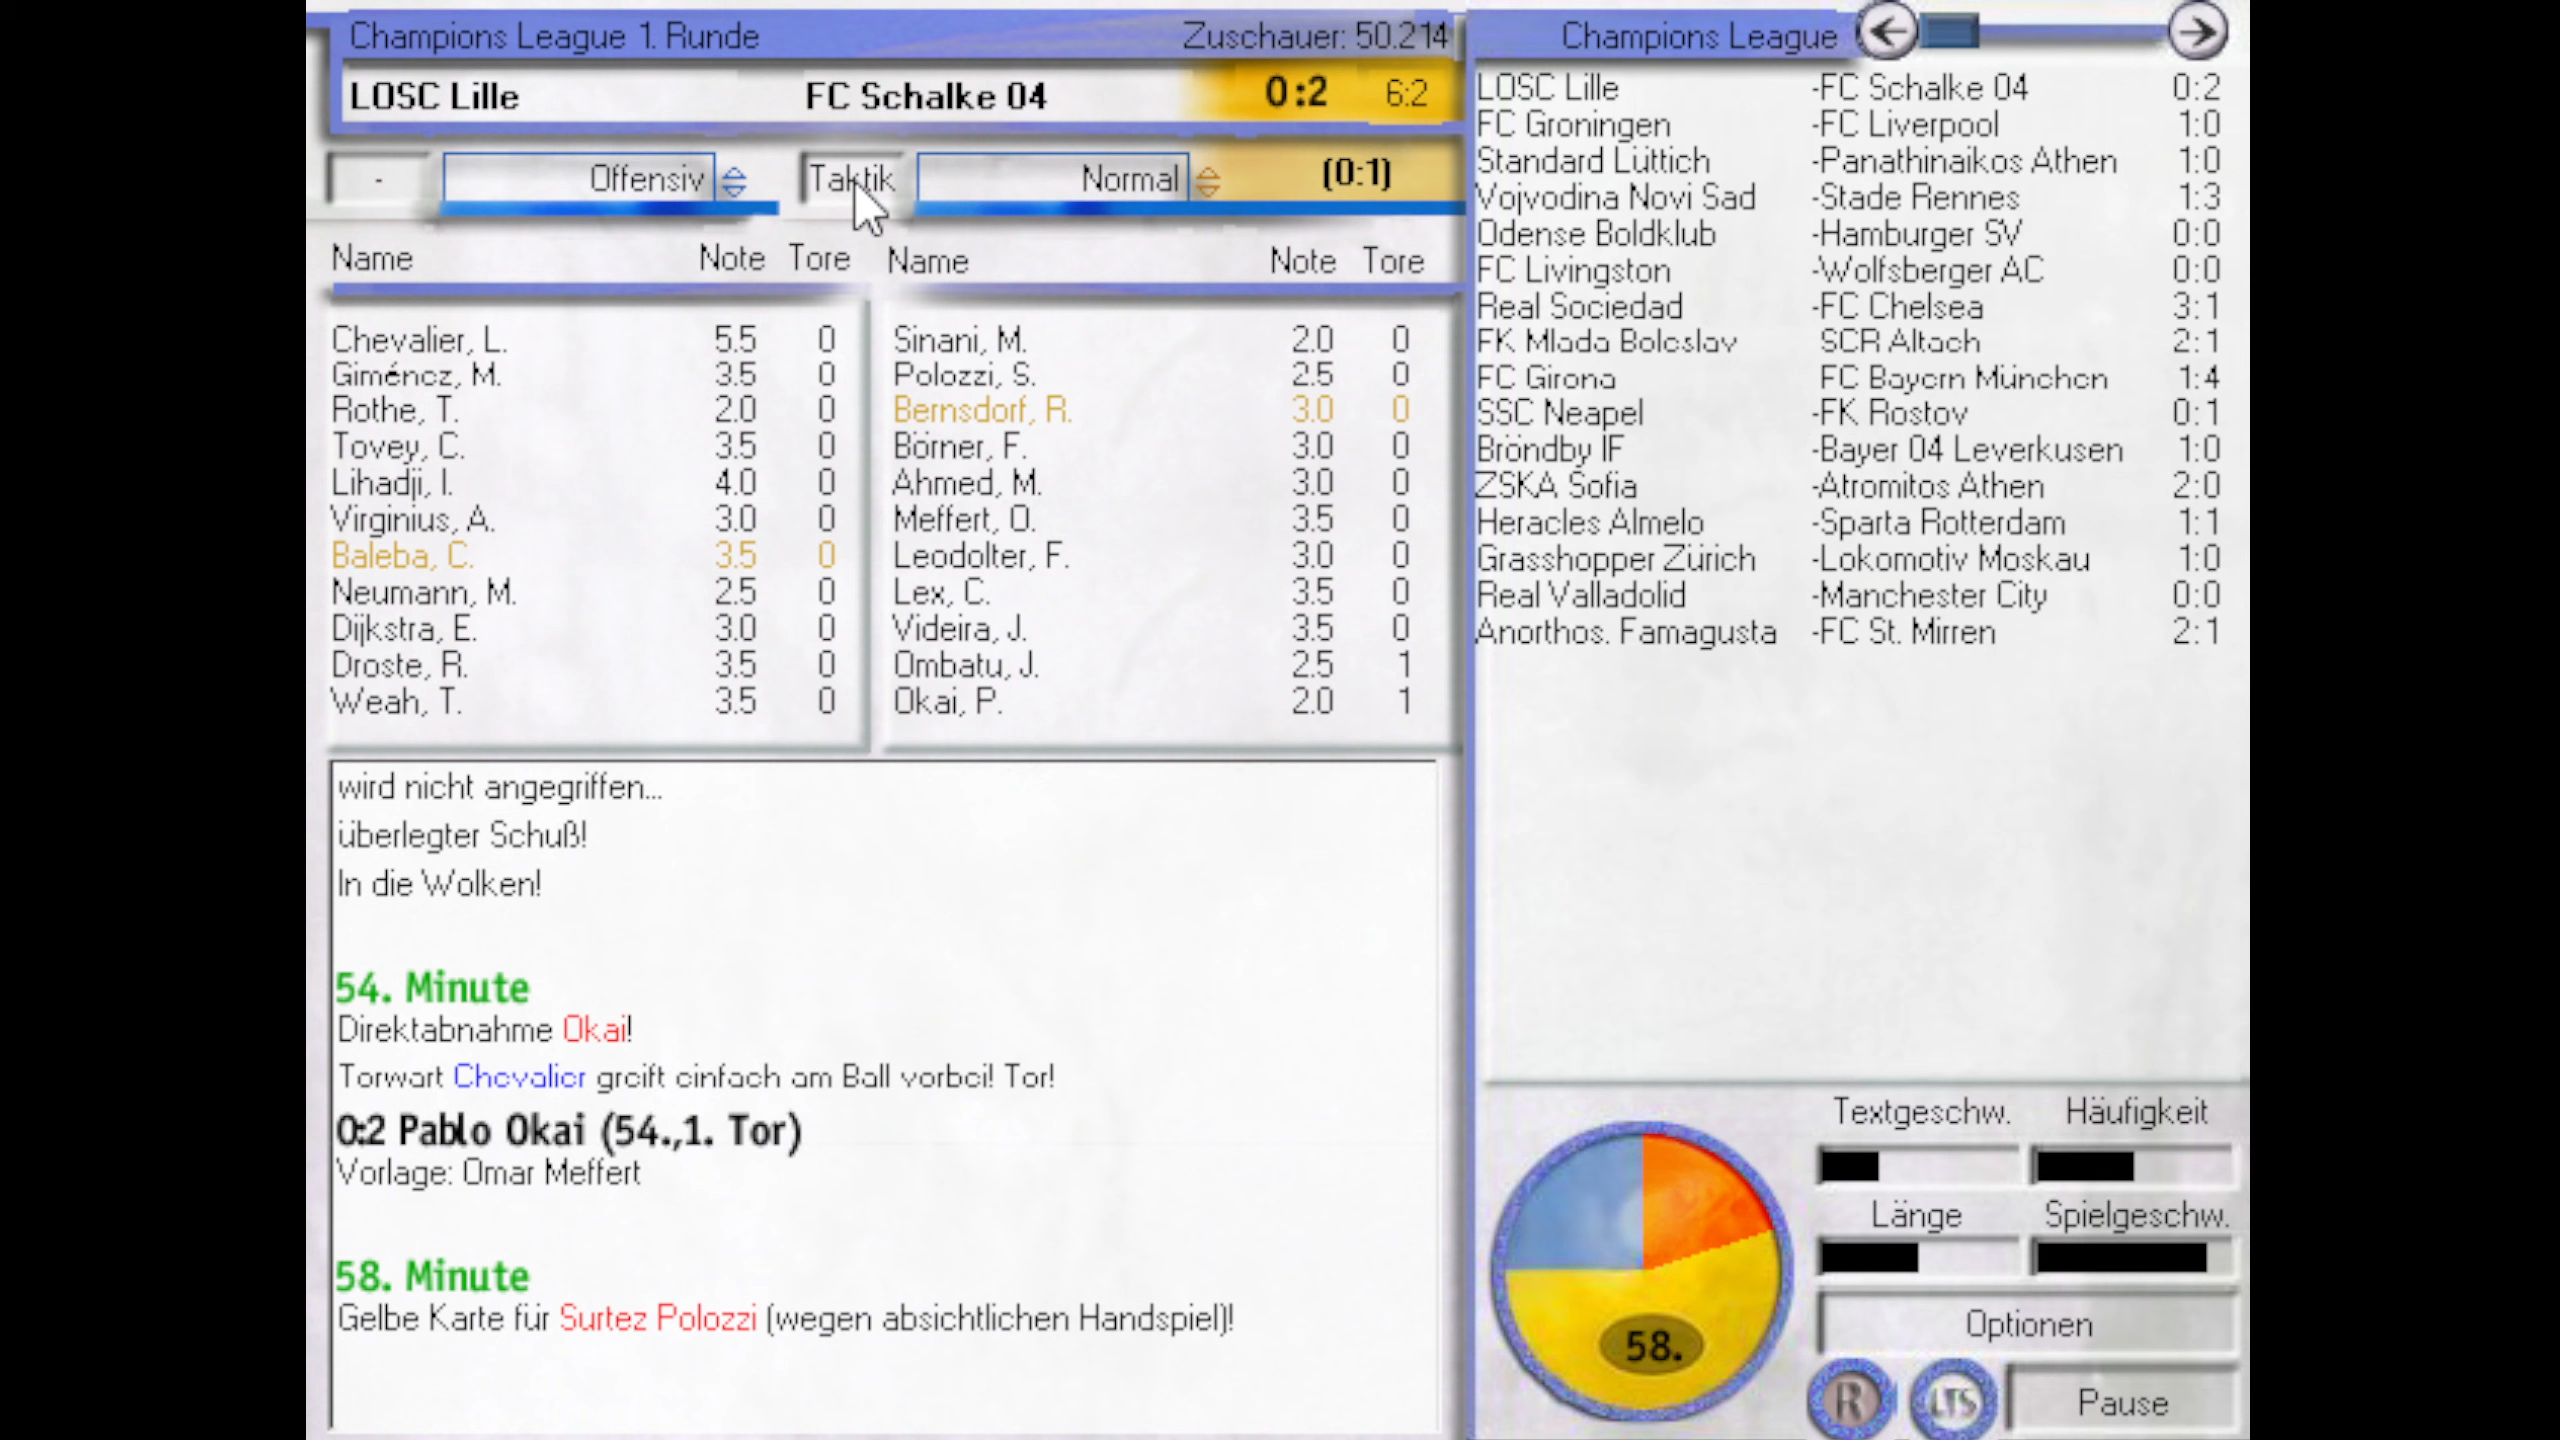 Champions League 1. Runde Zuschauer: 50.214
LOSC Lille FC Schalke 04 0:2 6:2
- Offensiv Taktik Normal (0:1)
Name Note Tore
Chevalier, L. 5.5 0
Giménez, M. 3.5 0
Rothe, T. 2.0 0
Tovey, C. 3.5 0
Lihadji, I. 4.0 0
Virginius, A. 3.0 0
Baleba, C. 3.5 0
Neumann, M. 2.5 0
Dijkstra, E. 3.0 0
Droste, R. 3.5 0
Weah, T. 3.5 0
Name Note Tore
Sinani, M. 2.0 0
Polozzi, S. 2.5 0
Bernsdorf, R. 3.0 0
Börner, F. 3.0 0
Ahmed, M. 3.0 0
Meffert, O. 3.5 0
Leodolter, F. 3.0 0
Lex, C. 3.5 0
Videira, J. 3.5 0
Ombatu, J. 2.5 1
Okai, P. 2.0 1
wird nicht angegriffen...
überlegter Schuß!
In die Wolken!
54. Minute
Direktabnahme Okai!
Torwart Chevalier greift einfach am Ball vorbei! Tor!
0:2 Pablo Okai (54.,1. Tor)
Vorlage: Omar Meffert
58. Minute
Gelbe Karte für Surtez Polozzi (wegen absichtlichen Handspiel)!
Champions League
LOSC Lille -FC Schalke 04 0:2
FC Groningen -FC Liverpool 1:0
Standard Lüttich -Panathinaikos Athen 1:0
Vojvodina Novi Sad -Stade Rennes 1:3
Odense Boldklub -Hamburger SV 0:0
FC Livingston -Wolfsberger AC 0:0
Real Sociedad -FC Chelsea 3:1
FK Mlada Boleslav SCR Altach 2:1
FC Girona FC Bayern München 1:4
SSC Neapel -FK Rostov 0:1
Bröndby IF -Bayer 04 Leverkusen 1:0
ZSKA Sofia -Atromitos Athen 2:0
Heracles Almelo -Sparta Rotterdam 1:1
Grasshopper Zürich -Lokomotiv Moskau 1:0
Real Valladolid -Manchester City 0:0
Anorthos. Famagusta -FC St. Mirren 2:1
Textgeschw. Häufigkeit
Länge Spielgeschw.
58.
Optionen
R LTS Pause